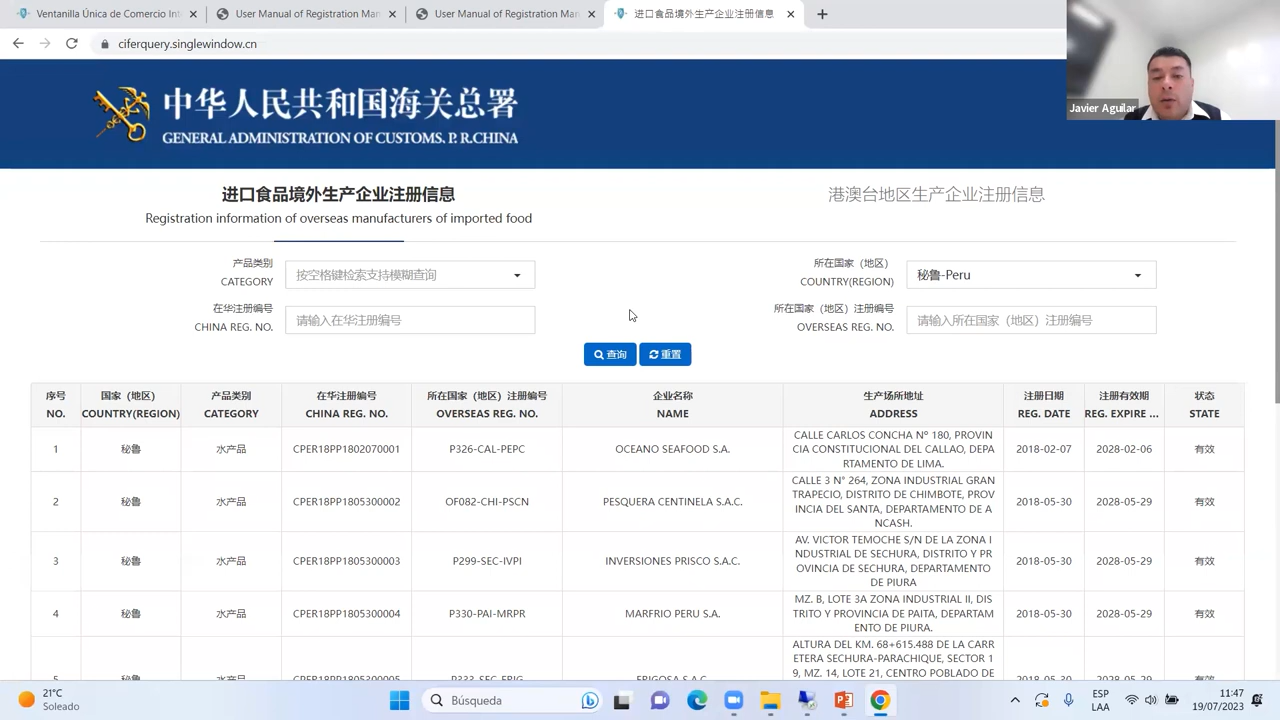 Ventanilla Única de Comercio Int
User Manual of Registration Man
User Manual of Registration Man
进口食品境外生产企业注册信息
ciferquery.singlewindow.cn
Javier Aguilar
中华人民共和国海关总署
GENERAL ADMINISTRATION OF CUSTOMS, P. R.CHINA
进口食品境外生产企业注册信息
港澳台地区生产企业注册信息
Registration information of overseas manufacturers of imported food
产品类别
CATEGORY
按空格键检索支持模糊查询
所在国家（地区）
COUNTRY(REGION)
秘鲁-Peru
在华注册编号
CHINA REG. NO.
请输入在华注册编号
所在国家（地区）注册编号
OVERSEAS REG. NO.
请输入所在国家（地区）注册编号
查询
重置
序号 国家（地区） 产品类别 在华注册编号 所在国家（地区）注册编号 企业名称 生产场所地址 注册日期 注册有效期 状态
NO. COUNTRY(REGION) CATEGORY CHINA REG. NO. OVERSEAS REG. NO. NAME ADDRESS REG. DATE REG. EXPIRE ... STATE
CALLE CARLOS CONCHA Nº 180, PROVIN
1 秘鲁 水产品 CPER18PP1802070001 P326-CAL-PEPC OCEANO SEAFOOD S.A. CIA CONSTITUTIONAL DEL CALLAO, DEPA 2018-02-07 2028-02-06 有效
RTAMENTO DE LIMA.
CALLE 3 N° 264, ZONA INDUSTRIAL GRAN
2 秘鲁 水产品 CPER18PP1805300002 OF082-CHI-PSCN PESQUERA CENTINELA S.A.C. TRAPECIO, DISTRITO DE CHIMBOTE, PROV 2018-05-30 2028-05-29 有效
INCIA DEL SANTA, DEPARTAMENTO DE A
NCASH.
AV. VICTOR TEMOCHE S/N DE LA ZONA I
NDUSTRIAL DE SECHURA, DISTRITO Y PR
3 秘鲁 水产品 CPER18PP1805300003 P299-SEC-IVPI INVERSIONES PRISCO S.A.C. OVINCIA DE SECHURA, DEPARTAMENTO 2018-05-30 2028-05-29 有效
DE PIURA
MZ. B, LOTE 3A ZONA INDUSTRIAL II, DIS
4 秘鲁 水产品 CPER18PP1805300004 P330-PAI-MRPR MARFRIO PERU S.A. TRITO Y PROVINCIA DE PAITA, DEPARTAM 2018-05-30 2028-05-29 有效
ENTO DE PIURA.
ALTURA DEL KM. 68+615.488 DE LA CARR
ETERA SECHURA-PARACHIQUE, SECTOR 1
9, MZ. 14, LOTE 21, CENTRO POBLADO DE
21°C
Soleado
Búsqueda
ESP
LAA
11:47
19/07/2023